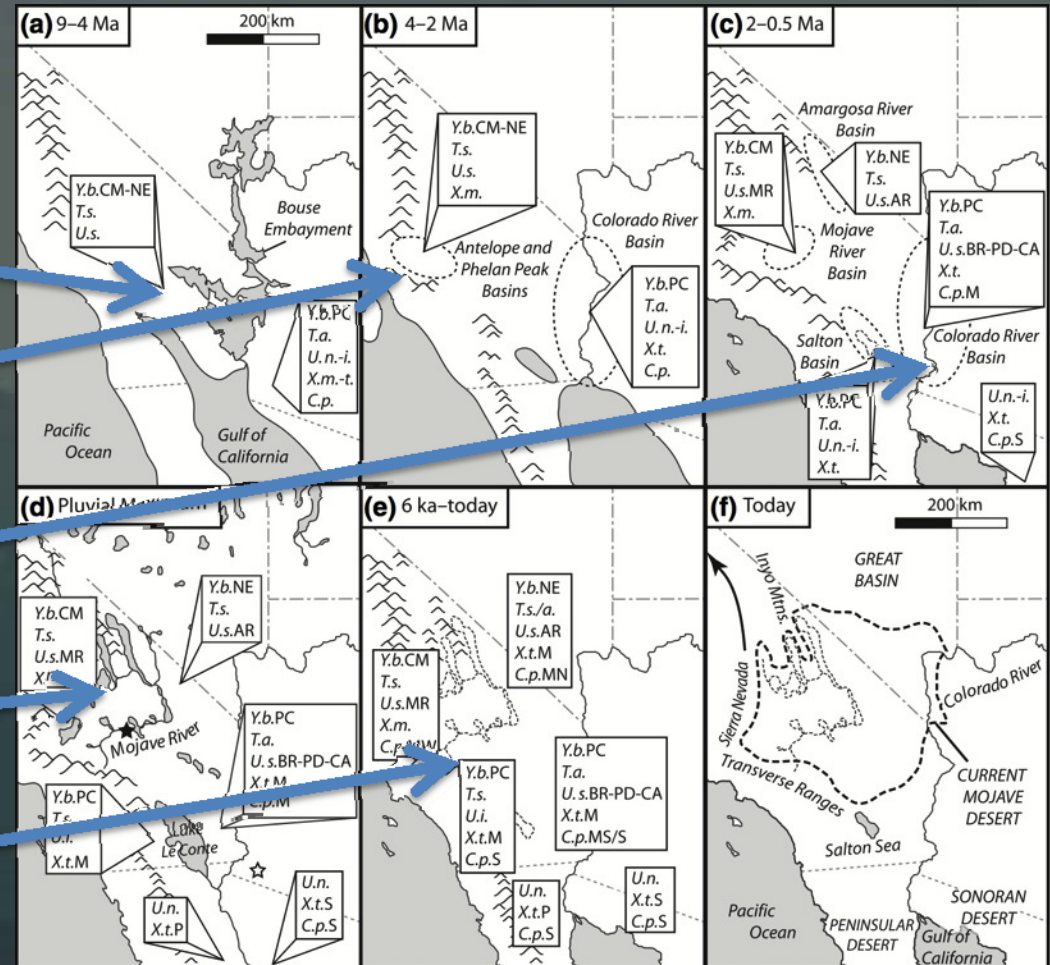 (a) 9–4 Ma
200 km
Y.b.CM-NE
T.s.
U.s.
Bouse
Embayment
Y.b.PC
T.a.
U.n.-i.
X.m.-t.
C.p.
Pacific
Ocean
Gulf of
California
(b) 4–2 Ma
Y.b.CM-NE
T.s.
U.s.
X.m.
Antelope and
Phelan Peak
Basins
Colorado River
Basin
Y.b.PC
T.a.
U.n.-i.
X.t.
C.p.
(c) 2–0.5 Ma
Amargosa River
Basin
Y.b.CM
T.s.
U.s.MR
X.m.
Y.b.NE
T.s.
U.s.AR
Mojave
River
Basin
Y.b.PC
T.a.
U.s.BR-PD-CA
X.t.
C.p.M
Salton
Basin
Colorado River
Basin
Y.b.PC
T.a.
U.n.-i.
X.t.
U.n.-i.
X.t.
C.p.S
(d) Pluvial Maximum
Y.b.CM
T.s.
U.s.MR
Y.b.NE
T.s.
U.s.AR
Mojave River
Y.b.PC
T.a.
U.s.BR-PD-CA
X.t.M
C.p.M
Y.b.PC
T.s.
U.i.
X.t.M
Lake
Le Conte
U.n.
X.t.P
U.n.
X.t.S
C.p.S
(e) 6 ka–today
Y.b.NE
T.s./a.
U.s.AR
X.t.M
C.p.MN
Y.b.CM
T.s.
U.s.MR
X.m.
C.p.MW
Y.b.PC
T.s.
U.i.
X.t.M
C.p.S
Y.b.PC
T.a.
U.s.BR-PD-CA
X.t.M
C.p.MS/S
U.n.
X.t.P
C.p.S
U.n.
X.t.S
C.p.S
(f) Today
200 km
Inyo Mtns.
GREAT
BASIN
Sierra Nevada
Colorado River
Transverse Ranges
CURRENT
MOJAVE
DESERT
Salton Sea
Pacific
Ocean
PENINSULAR
DESERT
SONORAN
DESERT
Gulf of
California